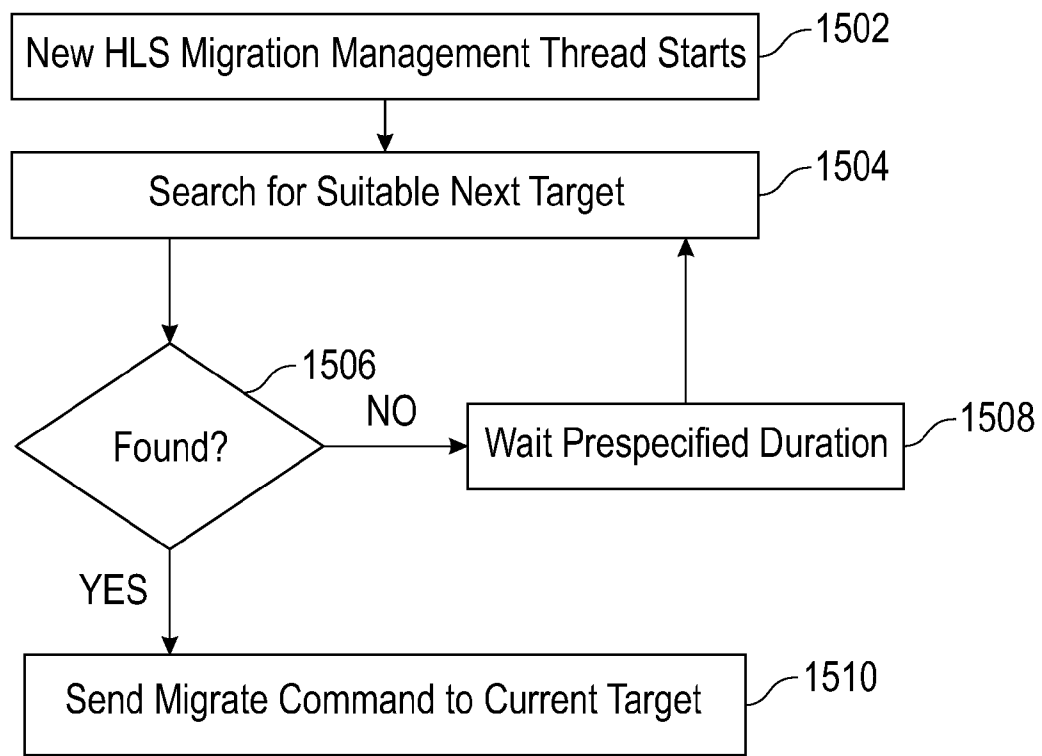 New HLS Migration Management Thread Starts
1502
Search for Suitable Next Target
1504
Found?
1506
NO
Wait Prespecified Duration
1508
YES
Send Migrate Command to Current Target
1510